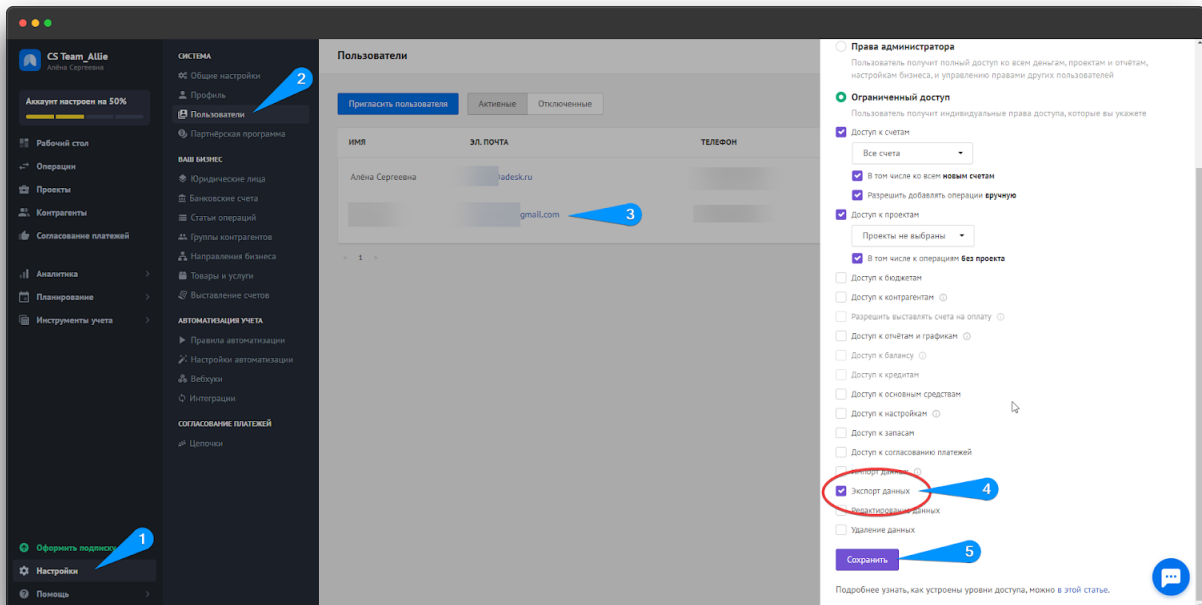 CS Team_Allie
Алёна Сергеевна
Аккаунт настроен на 50%
Рабочий стол
Операции
Проекты
Контрагенты
Согласование платежей
Аналитика
Планирование
Инструменты учета
Оформить подписку
1
Настройки
Помощь
СИСТЕМА
Общие настройки
2
Профиль
Пользователи
Партнёрская программа
ВАШ БИЗНЕС
Юридические лица
Банковские счета
Статьи операций
Группы контрагентов
Направления бизнеса
Товары и услуги
Выставление счетов
АВТОМАТИЗАЦИЯ УЧЕТА
Правила автоматизации
Настройки автоматизации
Вебхуки
Интеграции
СОГЛАСОВАНИЕ ПЛАТЕЖЕЙ
Цепочки
Пользователи
Пригласить пользователя Активные Отключенные
ИМЯ ЭЛ. ПОЧТА ТЕЛЕФОН
Алёна Сергеевна adesk.ru
gmail.com 3
1
Права администратора
Пользователь получит полный доступ ко всем деньгам, проектам и отчётам,
настройкам бизнеса, и управлению правами других пользователей
Ограниченный доступ
Пользователь получит индивидуальные права доступа, которые вы укажете
Доступ к счетам
Все счета
В том числе ко всем новым счетам
Разрешить добавлять операции вручную
Доступ к проектам
Проекты не выбраны
В том числе к операциям без проекта
Доступ к бюджетам
Доступ к контрагентам
Разрешить выставлять счета на оплату
Доступ к отчётам и графикам
Доступ к балансу
Доступ к кредитам
Доступ к основным средствам
Доступ к настройкам
Доступ к запасам
Доступ к согласованию платежей
Импорт данных
Экспорт данных 4
Редактирование данных
Удаление данных
Сохранить 5
Подробнее узнать, как устроены уровни доступа, можно в этой статье.